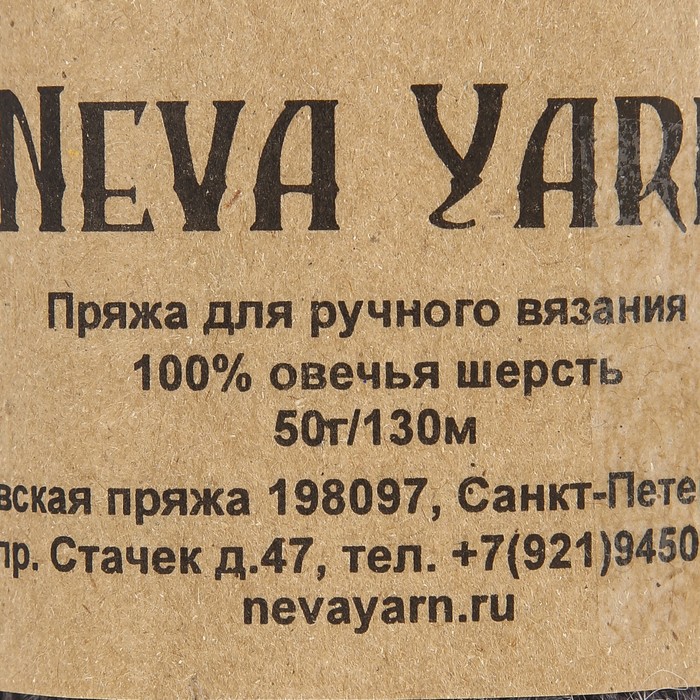 NEVA YARN
Пряжа для ручного вязания
100% овечья шерсть
50г/130м
вская пряжа 198097, Санкт-Пете
пр. Стачек д.47, тел. +7(921)9450
nevayarn.ru